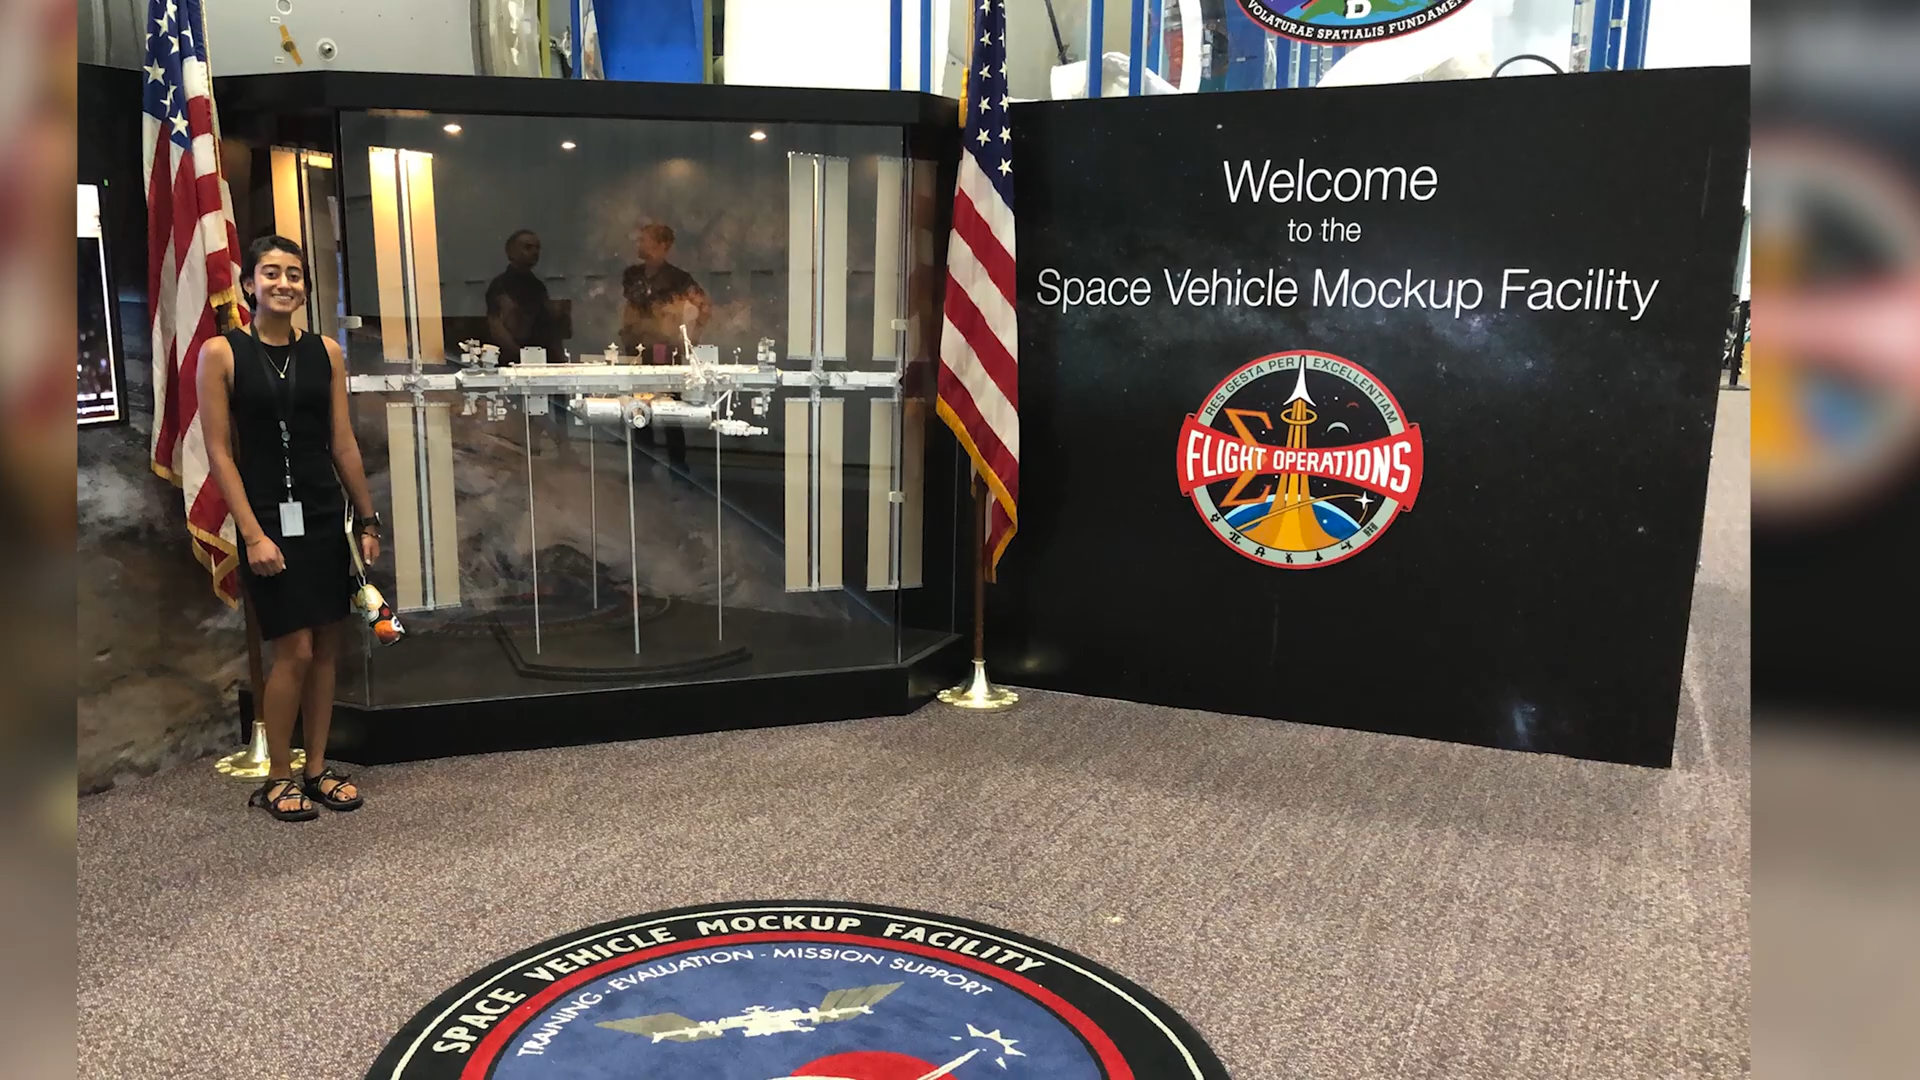 VOLATURAE SPATIALIS FUNDAME
B
Welcome
to the
Space Vehicle Mockup Facility
RES GESTA PER EXCELLENTIAM
FLIGHT OPERATIONS
SPACE VEHICLE MOCKUP FACILITY
TRAINING - EVALUATION - MISSION SUPPORT